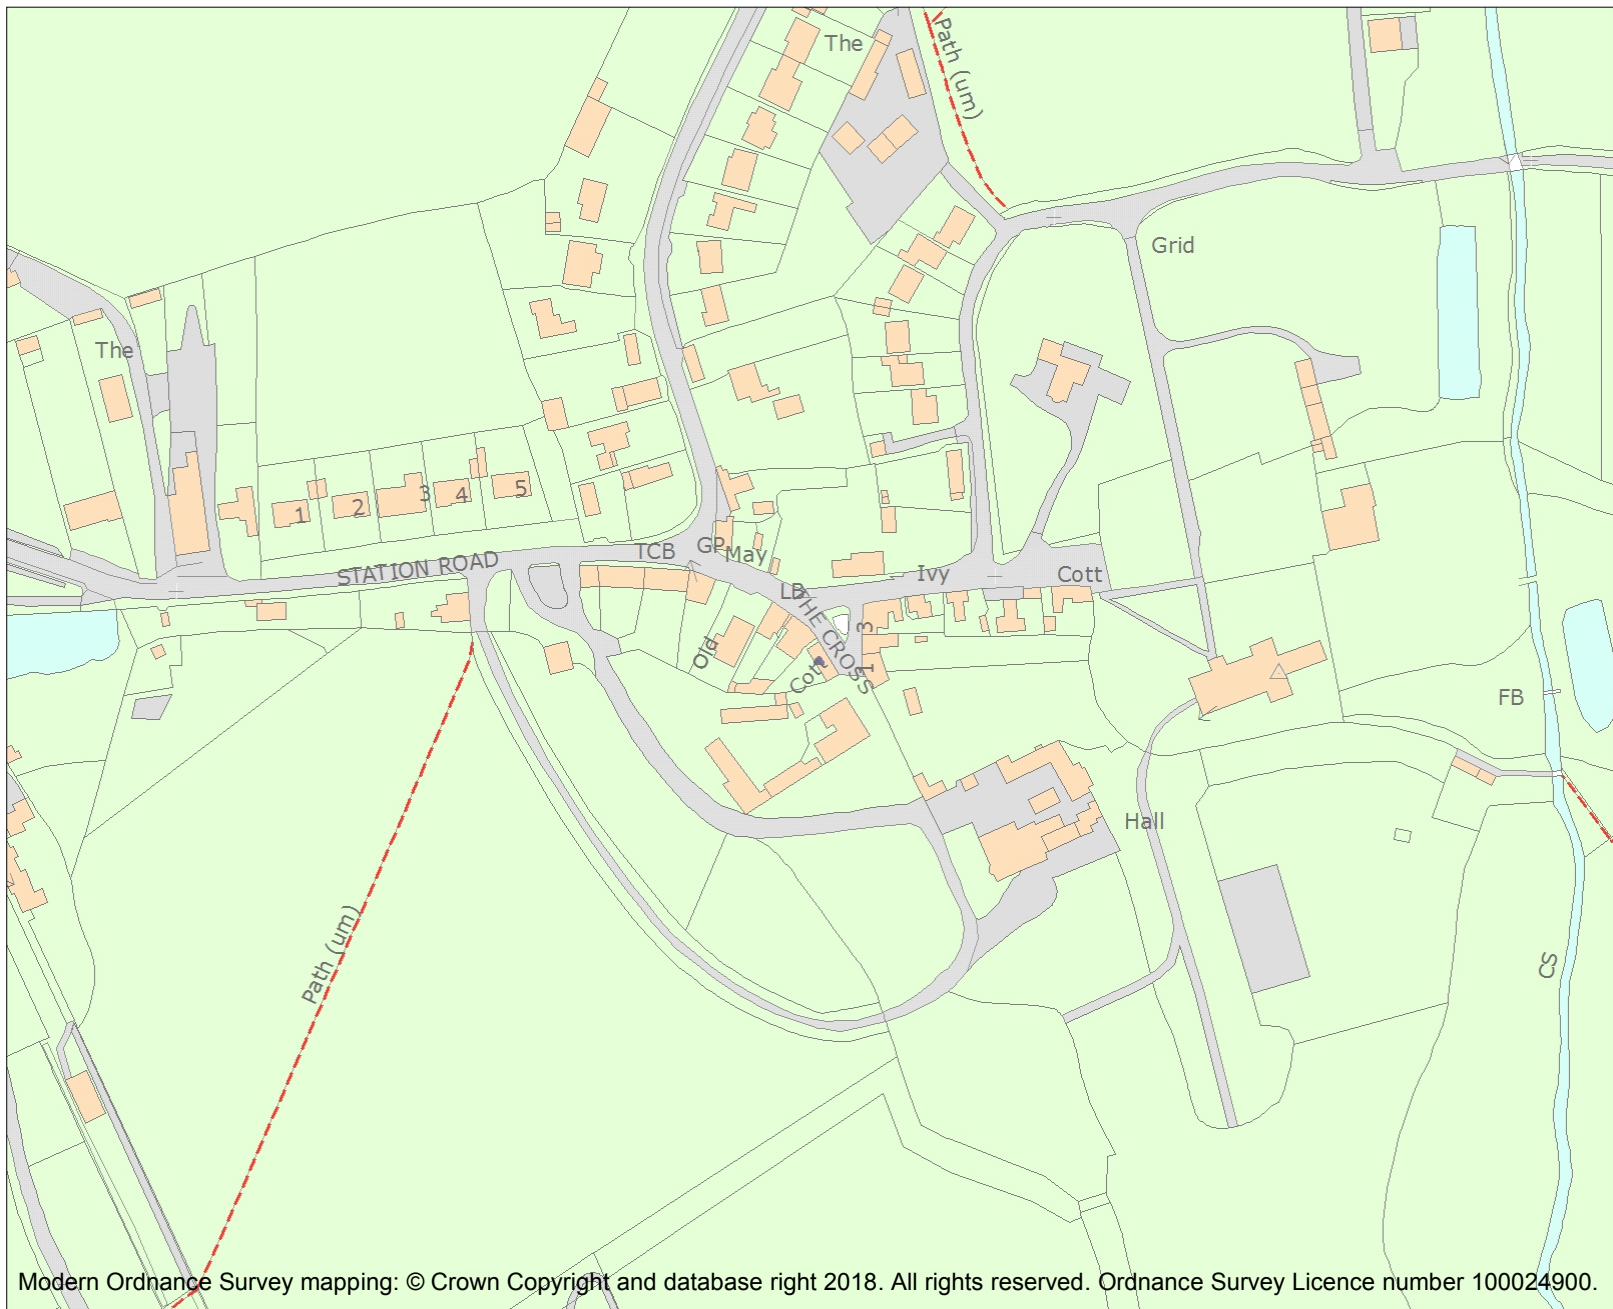 The
Path (um)
Grid
The
1
2
3
4
5
STATION ROAD
TCB
GP
May
LB
Ivy
Cott
THE CROSS
3
1
Old
Cott
FB
Hall
Path (um)
CS
Modern Ordnance Survey mapping: © Crown Copyright and database right 2018. All rights reserved. Ordnance Survey Licence number 100024900.